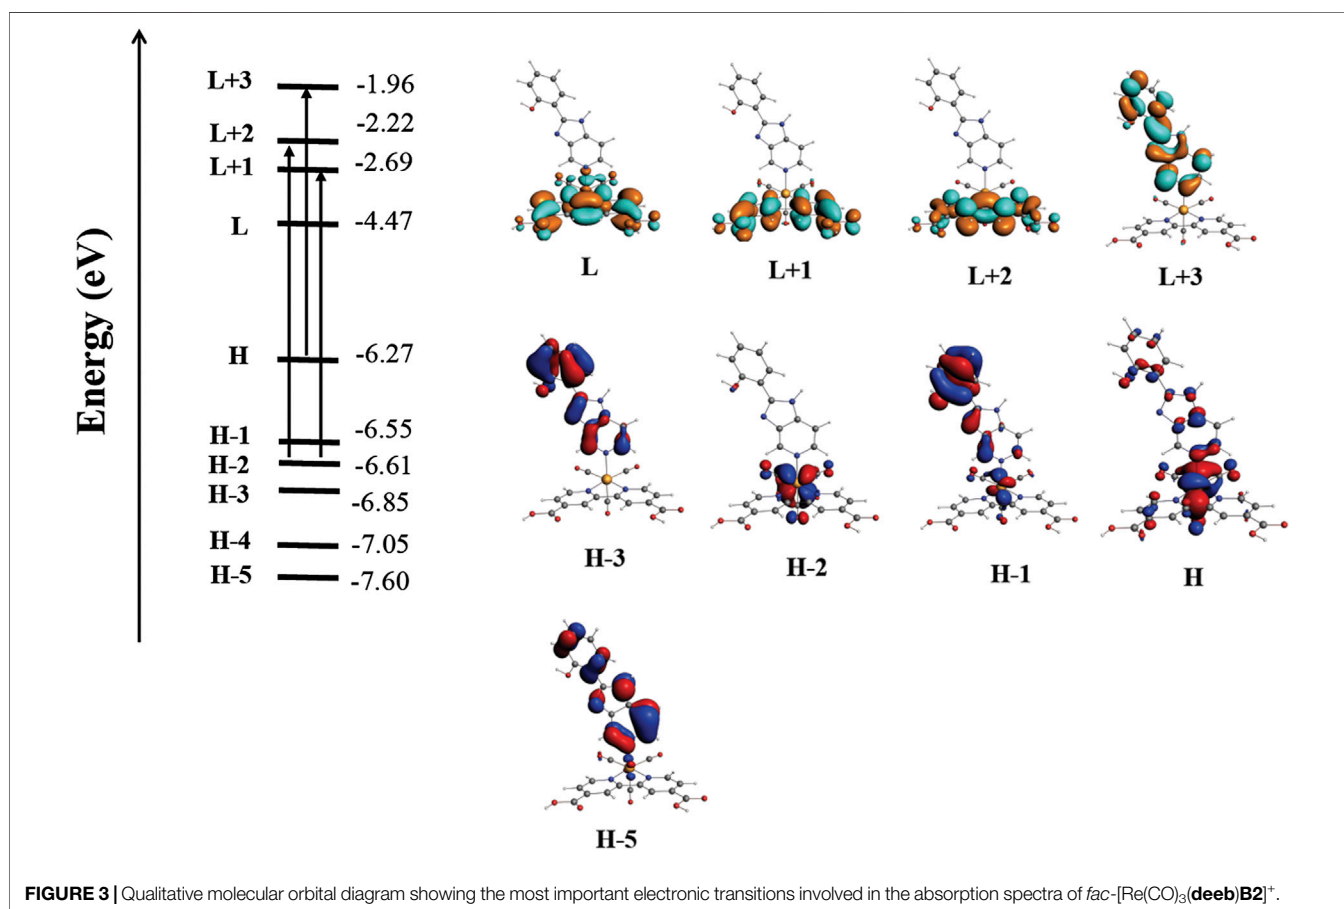 Energy (eV)
L+3 -1.96
L+2 -2.22
L+1 -2.69
L -4.47
H -6.27
H-1 -6.55
H-2 -6.61
H-3 -6.85
H-4 -7.05
H-5 -7.60
L L+1 L+2 L+3
H-3 H-2 H-1 H
H-5
FIGURE 3 | Qualitative molecular orbital diagram showing the most important electronic transitions involved in the absorption spectra of fac-[Re(CO)₃(deeb)B2]⁺.